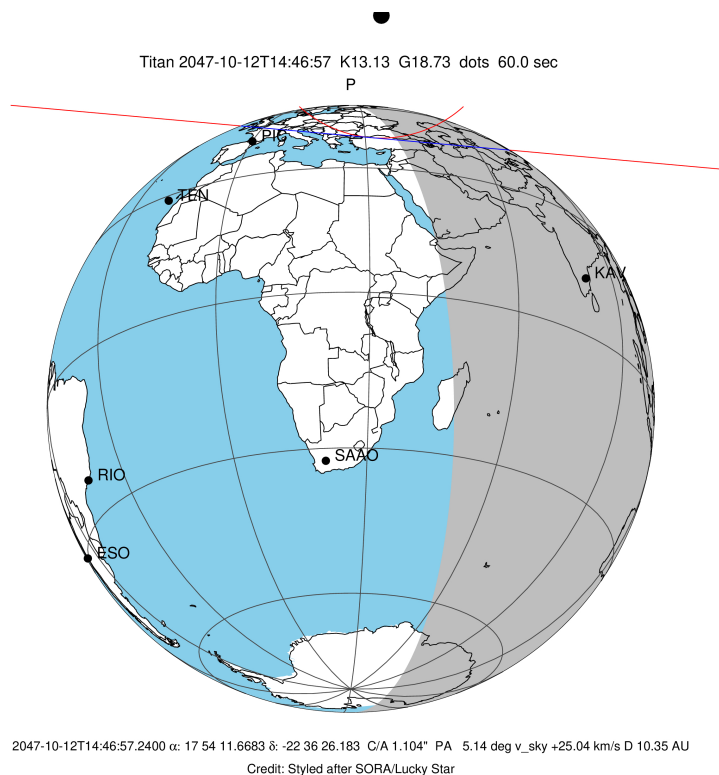 Titan 2047-10-12T14:46:57 K13.13 G18.73 dots 60.0 sec
P
PIC
TEN
KAV
SAAO
RIO
ESO
2047-10-12T14:46:57.2400 α: 17 54 11.6683 δ: -22 36 26.183 C/A 1.104" PA 5.14 deg v_sky +25.04 km/s D 10.35 AU
Credit: Styled after SORA/Lucky Star